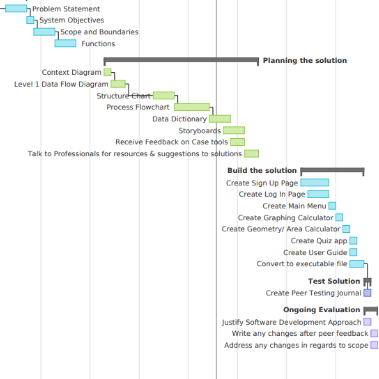 Problem Statement
System Objectives
Scope and Boundaries
Functions
Planning the solution
Context Diagram
Level 1 Data Flow Diagram
Structure Chart
Process Flowchart
Data Dictionary
Storyboards
Receive Feedback on Case tools
Talk to Professionals for resources & suggestions to solutions
Build the solution
Create Sign Up Page
Create Log In Page
Create Main Menu
Create Graphing Calculator
Create Geometry/ Area Calculator
Create Quiz app
Create User Guide
Convert to executable file
Test Solution
Create Peer Testing Journal
Ongoing Evaluation
Justify Software Development Approach
Write any changes after peer feedback
Address any changes in regards to scope